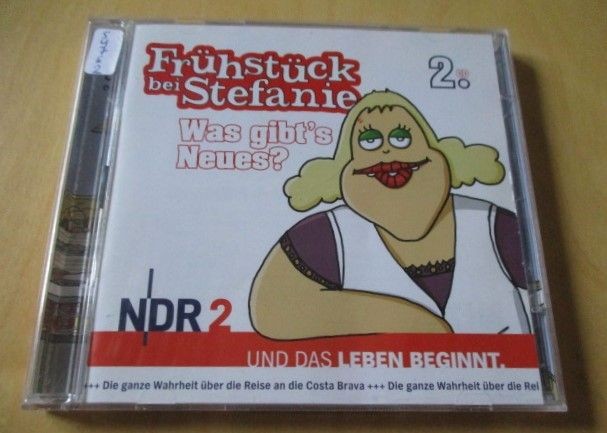 Frühstück
bei Stefanie
2. CD
Was gibt's
Neues?
NDR 2
UND DAS LEBEN BEGINNT.
+++ Die ganze Wahrheit über die Reise an die Costa Brava +++ Die ganze Wahrheit über die Rei